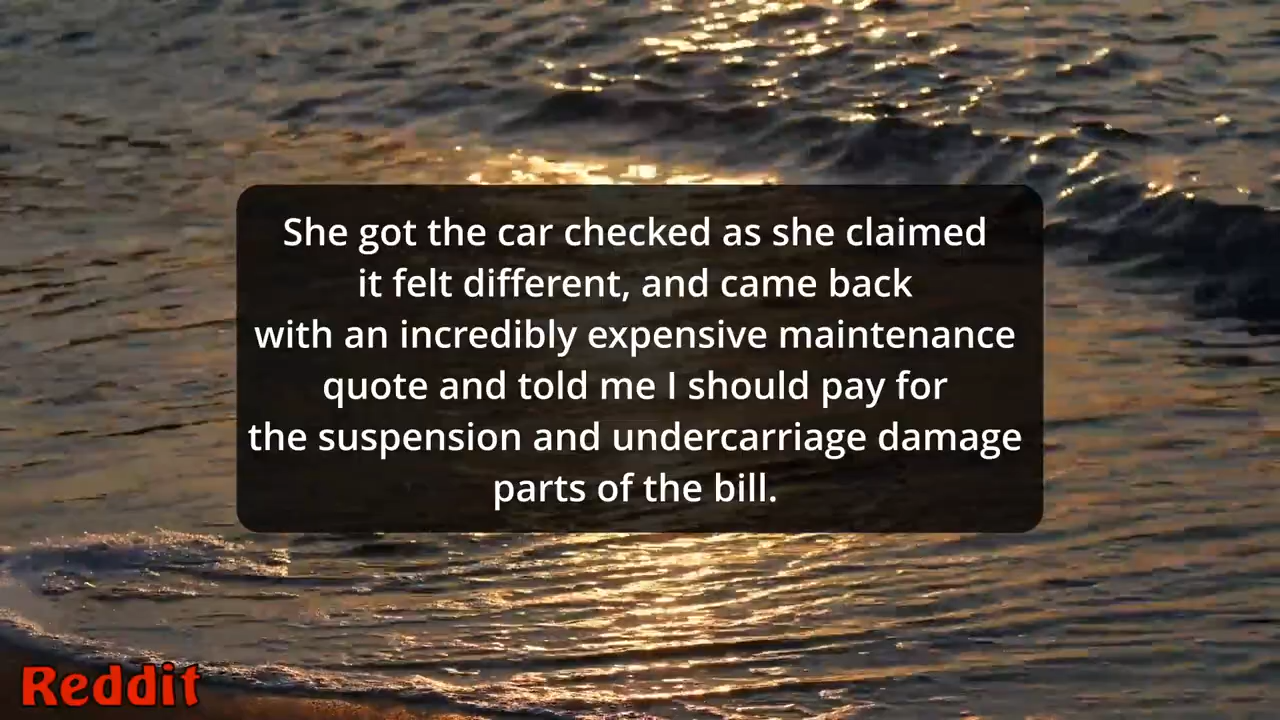 She got the car checked as she claimed
it felt different, and came back
with an incredibly expensive maintenance
quote and told me I should pay for
the suspension and undercarriage damage
parts of the bill.
Reddit